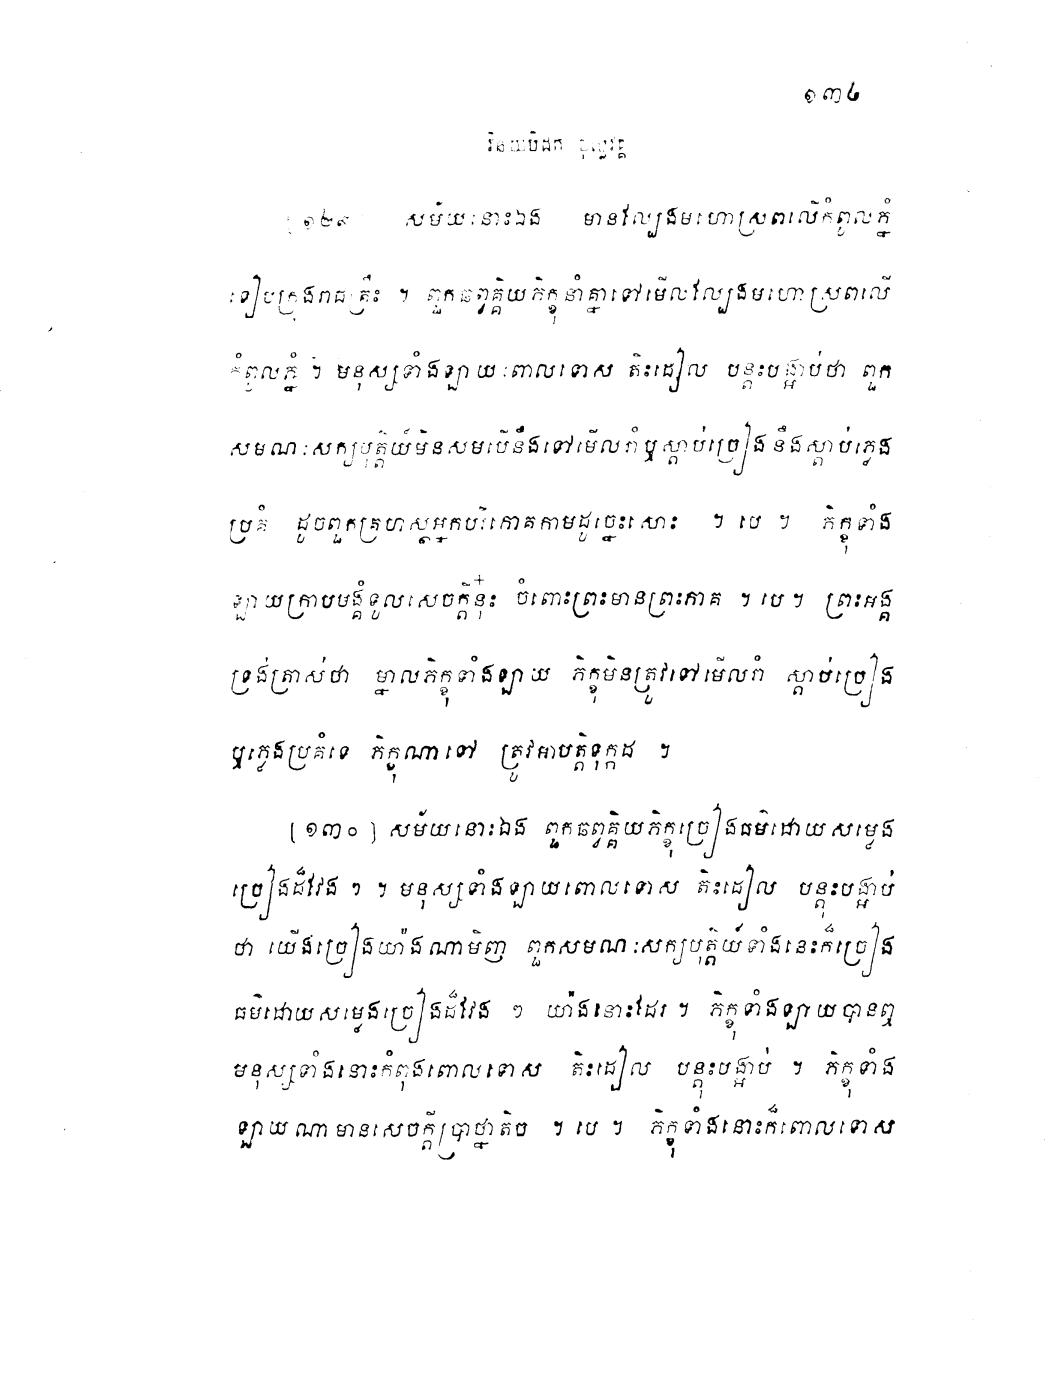 ១៣៤
វិនយបិដក ចុល្លវគ្គ
[១២៩] សម័យនោះឯង មានល្បែងមហោស្រពលើកំពូលភ្នំ
ទៀបក្រុងរាជគ្រឹះ ។ ពួកឆព្វគ្គិយភិក្ខុនាំគ្នាទៅមើលល្បែងមហោស្រពលើ
កំពូលភ្នំ ។ មនុស្សទាំងឡាយពោលទោស តិះដៀល បន្តុះបង្អាប់ថា ពួក
សមណៈសក្យបុត្តិយ៍មិនសមបើនឹងទៅមើលរាំឬស្តាប់ច្រៀងនឹងស្តាប់ភ្លេង
ប្រគំ ដូចពួកគ្រហស្ថអ្នកបរិភោគកាមដូច្នេះសោះ ។ បេ ។ ភិក្ខុទាំង
ឡាយក្រាបបង្គំទូលសេចក្តីនុ៎ះ ចំពោះព្រះមានព្រះភាគ ។ បេ ។ ព្រះអង្គ
ទ្រង់ត្រាស់ថា ម្នាលភិក្ខុទាំងឡាយ ភិក្ខុមិនត្រូវទៅមើលរាំ ស្តាប់ច្រៀង
ឬភ្លេងប្រគំទេ ភិក្ខុណាទៅ ត្រូវអាបត្តិទុក្កដ ។
[១៣០] សម័យនោះឯង ពួកឆព្វគ្គិយភិក្ខុច្រៀងធម៌ដោយសម្លេង
ច្រៀងដ៏វែង ៗ ។ មនុស្សទាំងឡាយពោលទោស តិះដៀល បន្តុះបង្អាប់
ថា យើងច្រៀងយ៉ាងណាមិញ ពួកសមណៈសក្យបុត្តិយ៍ទាំងនេះក៏ច្រៀង
ធម៌ដោយសម្លេងច្រៀងដ៏វែង ៗ យ៉ាងនោះដែរ ។ ភិក្ខុទាំងឡាយបានឮ
មនុស្សទាំងនោះកំពុងពោលទោស តិះដៀល បន្តុះបង្អាប់ ។ ភិក្ខុទាំង
ឡាយណាមានសេចក្តីប្រាថ្នាតិច ។ បេ ។ ភិក្ខុទាំងនោះក៏ពោលទោស